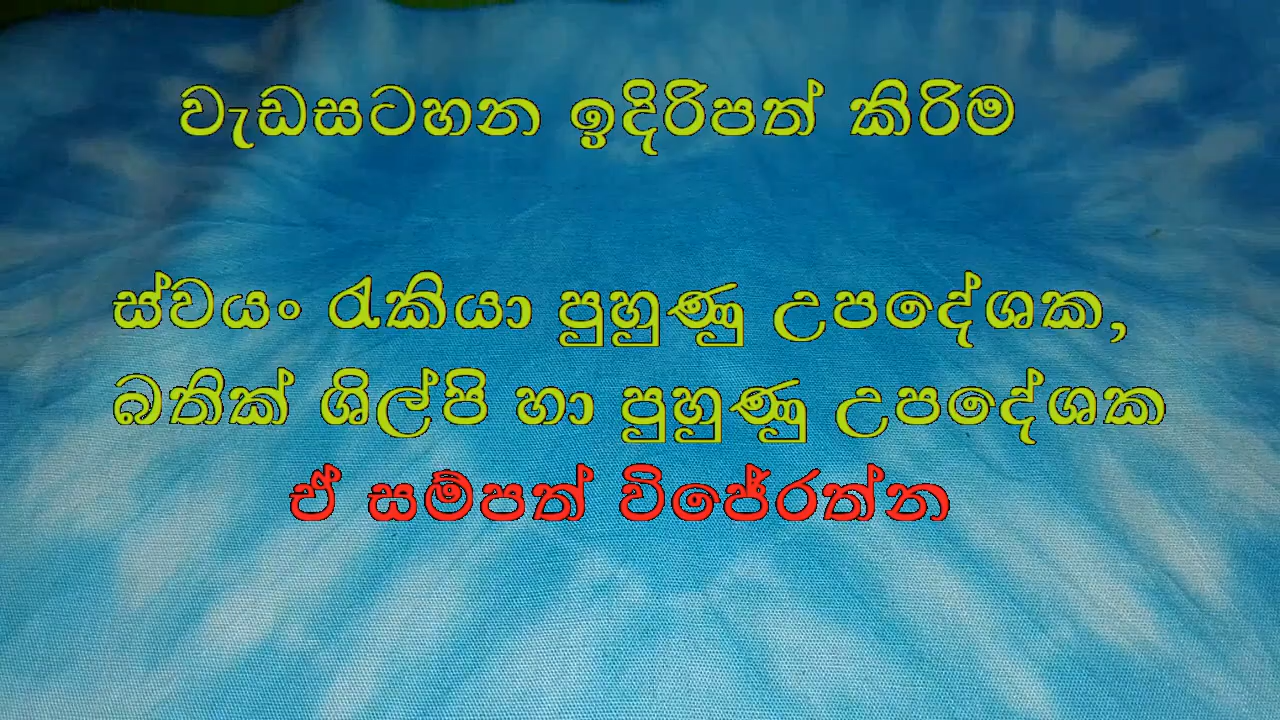 වැඩසටහන ඉදිරිපත් කිරිම
ස්වයං රැකියා පුහුණු උපදේශක,
බතික් ශිල්පි හා පුහුණු උපදේශක
ඒ සම්පත් විජේරත්න